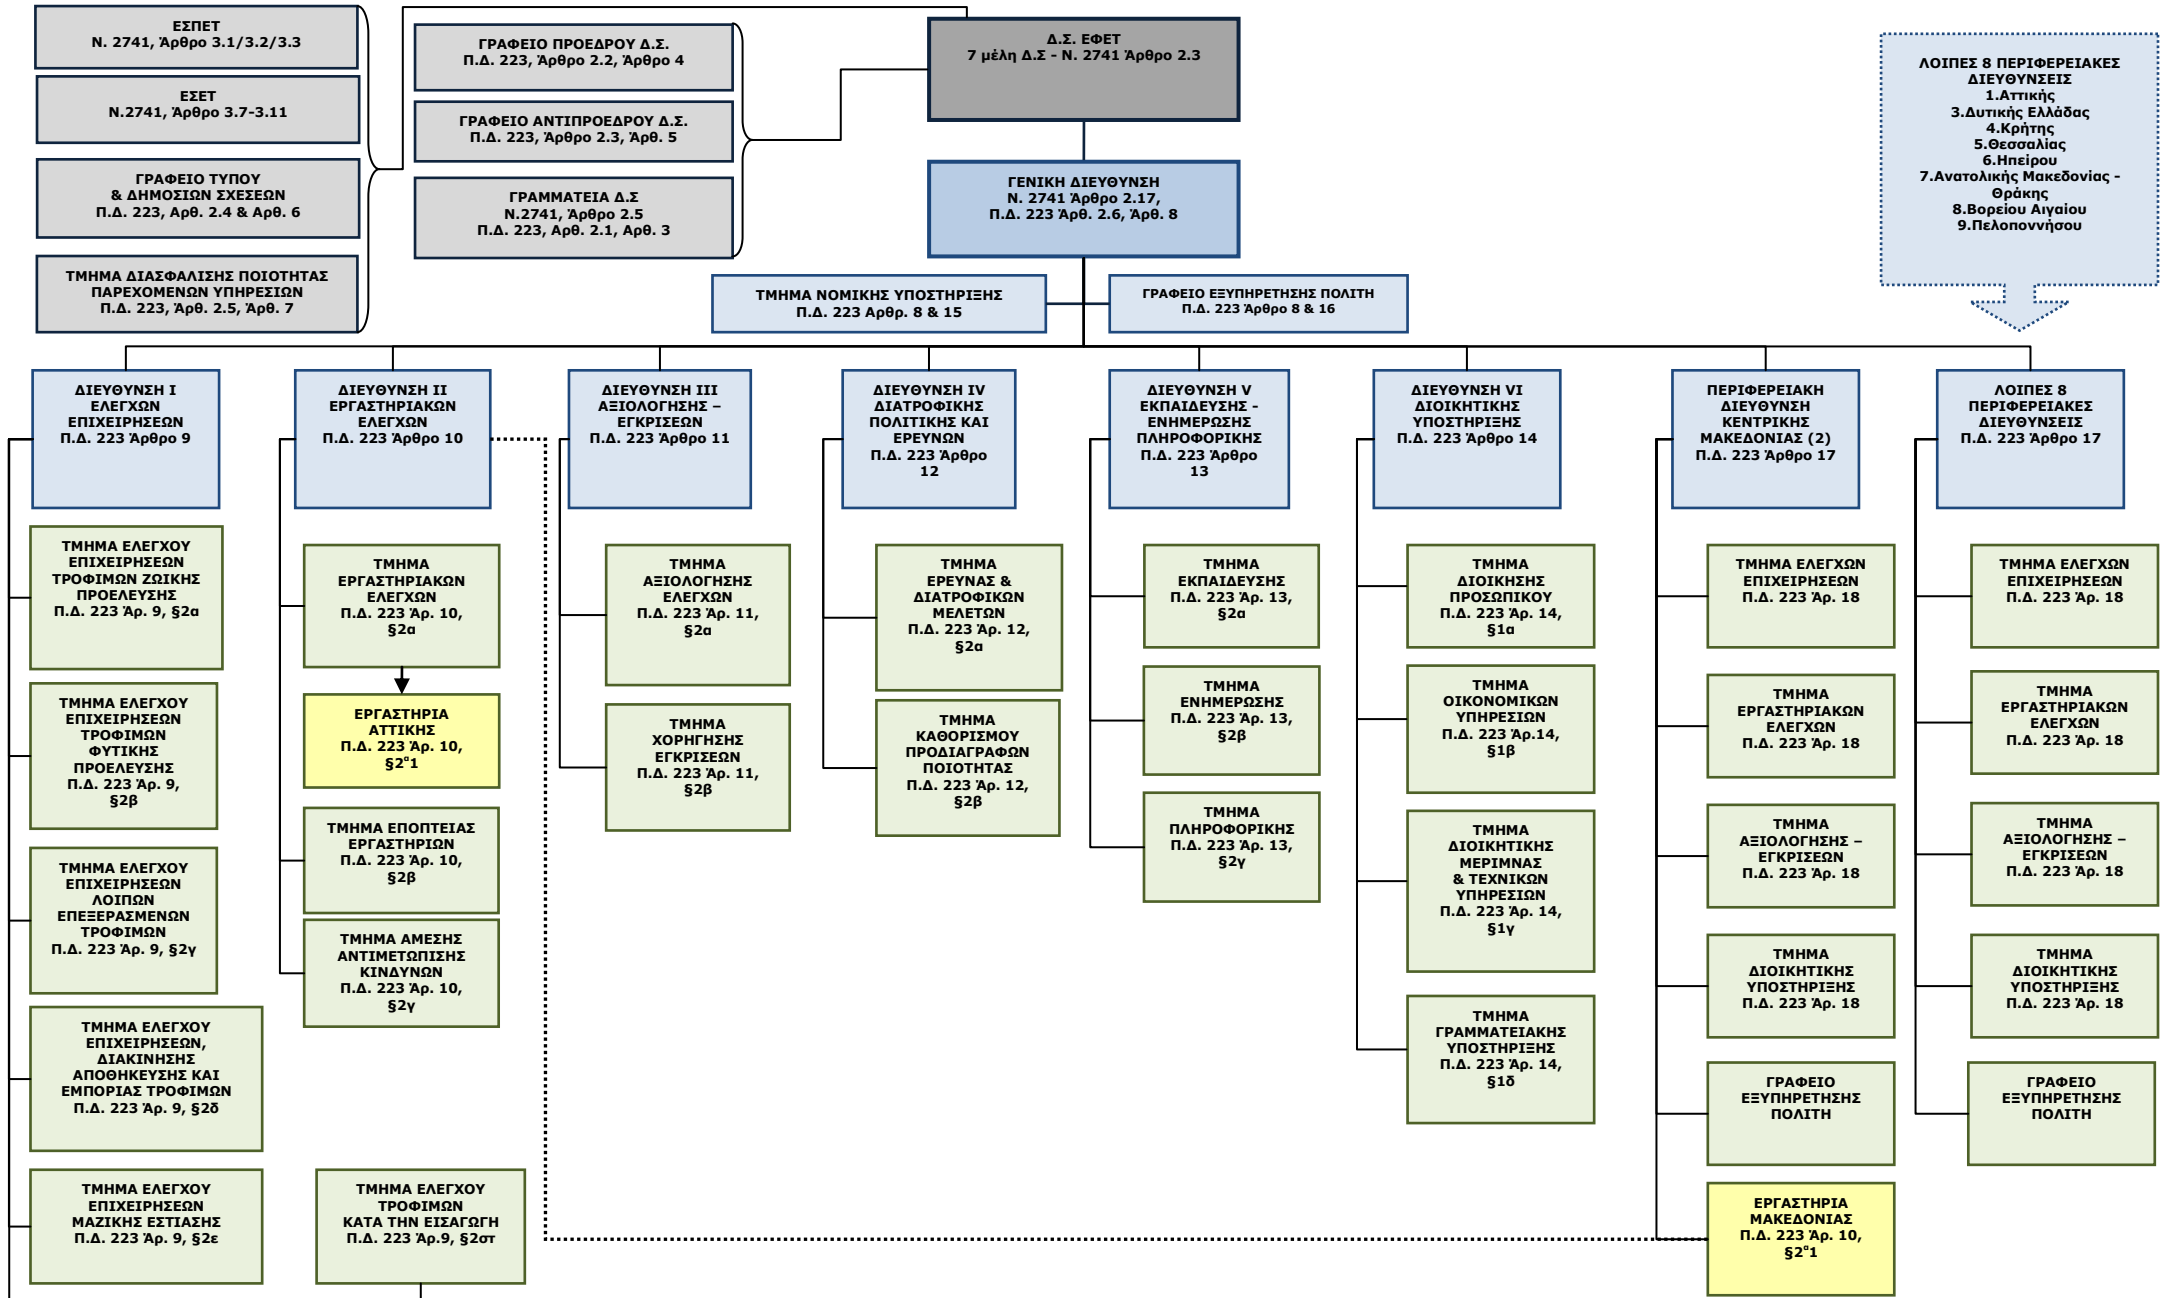 ΕΣΠΕΤ
Ν. 2741, Άρθρο 3.1/3.2/3.3
ΕΣΕΤ
Ν.2741, Άρθρο 3.7-3.11
ΓΡΑΦΕΙΟ ΤΥΠΟΥ
& ΔΗΜΟΣΙΩΝ ΣΧΕΣΕΩΝ
Π.Δ. 223, Αρθ. 2.4 & Αρθ. 6
ΤΜΗΜΑ ΔΙΑΣΦΑΛΙΣΗΣ ΠΟΙΟΤΗΤΑΣ
ΠΑΡΕΧΟΜΕΝΩΝ ΥΠΗΡΕΣΙΩΝ
Π.Δ. 223, Αρθ. 2.5, Άρθ. 7
ΓΡΑΦΕΙΟ ΠΡΟΕΔΡΟΥ Δ.Σ.
Π.Δ. 223, Άρθρο 2.2, Άρθρο 4
ΓΡΑΦΕΙΟ ΑΝΤΙΠΡΟΕΔΡΟΥ Δ.Σ.
Π.Δ. 223, Άρθρο 2.3, Άρθ. 5
ΓΡΑΜΜΑΤΕΙΑ Δ.Σ
Ν.2741, Άρθρο 2.5
Π.Δ. 223, Αρθ. 2.1, Αρθ. 3
Δ.Σ. ΕΦΕΤ
7 μέλη Δ.Σ - Ν. 2741 Άρθρο 2.3
ΓΕΝΙΚΗ ΔΙΕΥΘΥΝΣΗ
Ν. 2741 Άρθρο 2.17,
Π.Δ. 223 Άρθ. 2.6, Άρθ. 8
ΤΜΗΜΑ ΝΟΜΙΚΗΣ ΥΠΟΣΤΗΡΙΞΗΣ
Π.Δ. 223 Αρθρ. 8 & 15
ΓΡΑΦΕΙΟ ΕΞΥΠΗΡΕΤΗΣΗΣ ΠΟΛΙΤΗ
Π.Δ. 223 Άρθρο 8 & 16
ΛΟΙΠΕΣ 8 ΠΕΡΙΦΕΡΕΙΑΚΕΣ
ΔΙΕΥΘΥΝΣΕΙΣ
1.Αττικής
3.Δυτικής Ελλάδας
4.Κρήτης
5.Θεσσαλίας
6.Ηπείρου
7.Ανατολικής Μακεδονίας -
Θράκης
8.Βορείου Αιγαίου
9.Πελοποννήσου
ΔΙΕΥΘΥΝΣΗ Ι
ΕΛΕΓΧΩΝ
ΕΠΙΧΕΙΡΗΣΕΩΝ
Π.Δ. 223 Άρθρο 9
ΤΜΗΜΑ ΕΛΕΓΧΟΥ
ΕΠΙΧΕΙΡΗΣΕΩΝ
ΤΡΟΦΙΜΩΝ ΖΩΙΚΗΣ
ΠΡΟΕΛΕΥΣΗΣ
Π.Δ. 223 Άρ. 9, §2α
ΤΜΗΜΑ ΕΛΕΓΧΟΥ
ΕΠΙΧΕΙΡΗΣΕΩΝ
ΤΡΟΦΙΜΩΝ
ΦΥΤΙΚΗΣ
ΠΡΟΕΛΕΥΣΗΣ
Π.Δ. 223 Άρ. 9,
§2β
ΤΜΗΜΑ ΕΛΕΓΧΟΥ
ΕΠΙΧΕΙΡΗΣΕΩΝ
ΛΟΙΠΩΝ
ΕΠΕΞΕΡΑΣΜΕΝΩΝ
ΤΡΟΦΙΜΩΝ
Π.Δ. 223 Άρ. 9, §2γ
ΤΜΗΜΑ ΕΛΕΓΧΟΥ
ΕΠΙΧΕΙΡΗΣΕΩΝ,
ΔΙΑΚΙΝΗΣΗΣ
ΑΠΟΘΗΚΕΥΣΗΣ ΚΑΙ
ΕΜΠΟΡΙΑΣ ΤΡΟΦΙΜΩΝ
Π.Δ. 223 Άρ. 9, §2δ
ΤΜΗΜΑ ΕΛΕΓΧΟΥ
ΕΠΙΧΕΙΡΗΣΕΩΝ
ΜΑΖΙΚΗΣ ΕΣΤΙΑΣΗΣ
Π.Δ. 223 Άρ. 9, §2ε
ΤΜΗΜΑ ΕΛΕΓΧΟΥ
ΤΡΟΦΙΜΩΝ
ΚΑΤΑ ΤΗΝ ΕΙΣΑΓΩΓΗ
Π.Δ. 223 Άρ.9, §2στ
ΔΙΕΥΘΥΝΣΗ ΙΙ
ΕΡΓΑΣΤΗΡΙΑΚΩΝ
ΕΛΕΓΧΩΝ
Π.Δ. 223 Άρθρο 10
ΤΜΗΜΑ
ΕΡΓΑΣΤΗΡΙΑΚΩΝ
ΕΛΕΓΧΩΝ
Π.Δ. 223 Άρ. 10,
§2α
ΕΡΓΑΣΤΗΡΙΑ
ΑΤΤΙΚΗΣ
Π.Δ. 223 Άρ. 10,
§2α1
ΤΜΗΜΑ ΕΠΟΠΤΕΙΑΣ
ΕΡΓΑΣΤΗΡΙΩΝ
Π.Δ. 223 Άρ. 10,
§2β
ΤΜΗΜΑ ΑΜΕΣΗΣ
ΑΝΤΙΜΕΤΩΠΙΣΗΣ
ΚΙΝΔΥΝΩΝ
Π.Δ. 223 Άρ. 10,
§2γ
ΔΙΕΥΘΥΝΣΗ ΙΙΙ
ΑΞΙΟΛΟΓΗΣΗΣ –
ΕΓΚΡΙΣΕΩΝ
Π.Δ. 223 Άρθρο 11
ΤΜΗΜΑ
ΑΞΙΟΛΟΓΗΣΗΣ
ΕΛΕΓΧΩΝ
Π.Δ. 223 Άρ. 11,
§2α
ΤΜΗΜΑ
ΧΟΡΗΓΗΣΗΣ
ΕΓΚΡΙΣΕΩΝ
Π.Δ. 223 Άρ. 11,
§2β
ΔΙΕΥΘΥΝΣΗ IV
ΔΙΑΤΡΟΦΙΚΗΣ
ΠΟΛΙΤΙΚΗΣ ΚΑΙ
ΕΡΕΥΝΩΝ
Π.Δ. 223 Άρθρο
12
ΤΜΗΜΑ
ΕΡΕΥΝΑΣ &
ΔΙΑΤΡΟΦΙΚΩΝ
ΜΕΛΕΤΩΝ
Π.Δ. 223 Άρ. 12,
§2α
ΤΜΗΜΑ
ΚΑΘΟΡΙΣΜΟΥ
ΠΡΟΔΙΑΓΡΑΦΩΝ
ΠΟΙΟΤΗΤΑΣ
Π.Δ. 223 Άρ. 12,
§2β
ΔΙΕΥΘΥΝΣΗ V
ΕΚΠΑΙΔΕΥΣΗΣ -
ΕΝΗΜΕΡΩΣΗΣ
ΠΛΗΡΟΦΟΡΙΚΗΣ
Π.Δ. 223 Άρθρο
13
ΤΜΗΜΑ
ΕΚΠΑΙΔΕΥΣΗΣ
Π.Δ. 223 Άρ. 13,
§2α
ΤΜΗΜΑ
ΕΝΗΜΕΡΩΣΗΣ
Π.Δ. 223 Άρ. 13,
§2β
ΤΜΗΜΑ
ΠΛΗΡΟΦΟΡΙΚΗΣ
Π.Δ. 223 Άρ. 13,
§2γ
ΔΙΕΥΘΥΝΣΗ VI
ΔΙΟΙΚΗΤΙΚΗΣ
ΥΠΟΣΤΗΡΙΞΗΣ
Π.Δ. 223 Άρθρο 14
ΤΜΗΜΑ
ΔΙΟΙΚΗΣΗΣ
ΠΡΟΣΩΠΙΚΟΥ
Π.Δ. 223 Άρ. 14,
§1α
ΤΜΗΜΑ
ΟΙΚΟΝΟΜΙΚΩΝ
ΥΠΗΡΕΣΙΩΝ
Π.Δ. 223 Άρ.14,
§1β
ΤΜΗΜΑ
ΔΙΟΙΚΗΤΙΚΗΣ
ΜΕΡΙΜΝΑΣ
& ΤΕΧΝΙΚΩΝ
ΥΠΗΡΕΣΙΩΝ
Π.Δ. 223 Άρ. 14,
§1γ
ΤΜΗΜΑ
ΓΡΑΜΜΑΤΕΙΑΚΗΣ
ΥΠΟΣΤΗΡΙΞΗΣ
Π.Δ. 223 Άρ. 14,
§1δ
ΠΕΡΙΦΕΡΕΙΑΚΗ
ΔΙΕΥΘΥΝΣΗ
ΚΕΝΤΡΙΚΗΣ
ΜΑΚΕΔΟΝΙΑΣ (2)
Π.Δ. 223 Άρθρο 17
ΤΜΗΜΑ ΕΛΕΓΧΩΝ
ΕΠΙΧΕΙΡΗΣΕΩΝ
Π.Δ. 223 Άρ. 18
ΤΜΗΜΑ
ΕΡΓΑΣΤΗΡΙΑΚΩΝ
ΕΛΕΓΧΩΝ
Π.Δ. 223 Άρ. 18
ΤΜΗΜΑ
ΑΞΙΟΛΟΓΗΣΗΣ –
ΕΓΚΡΙΣΕΩΝ
Π.Δ. 223 Άρ. 18
ΤΜΗΜΑ
ΔΙΟΙΚΗΤΙΚΗΣ
ΥΠΟΣΤΗΡΙΞΗΣ
Π.Δ. 223 Άρ. 18
ΓΡΑΦΕΙΟ
ΕΞΥΠΗΡΕΤΗΣΗΣ
ΠΟΛΙΤΗ
ΕΡΓΑΣΤΗΡΙΑ
ΜΑΚΕΔΟΝΙΑΣ
Π.Δ. 223 Άρ. 10,
§2α1
ΛΟΙΠΕΣ 8
ΠΕΡΙΦΕΡΕΙΑΚΕΣ
ΔΙΕΥΘΥΝΣΕΙΣ
Π.Δ. 223 Άρθρο 17
ΤΜΗΜΑ ΕΛΕΓΧΩΝ
ΕΠΙΧΕΙΡΗΣΕΩΝ
Π.Δ. 223 Άρ. 18
ΤΜΗΜΑ
ΕΡΓΑΣΤΗΡΙΑΚΩΝ
ΕΛΕΓΧΩΝ
Π.Δ. 223 Άρ. 18
ΤΜΗΜΑ
ΑΞΙΟΛΟΓΗΣΗΣ –
ΕΓΚΡΙΣΕΩΝ
Π.Δ. 223 Άρ. 18
ΤΜΗΜΑ
ΔΙΟΙΚΗΤΙΚΗΣ
ΥΠΟΣΤΗΡΙΞΗΣ
Π.Δ. 223 Άρ. 18
ΓΡΑΦΕΙΟ
ΕΞΥΠΗΡΕΤΗΣΗΣ
ΠΟΛΙΤΗ